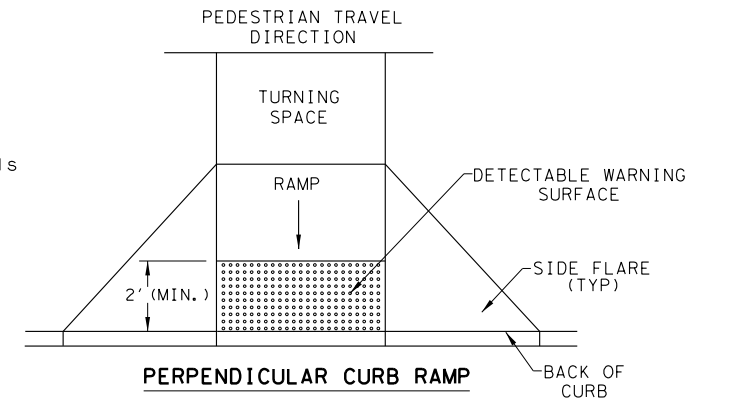 PEDESTRIAN TRAVEL
DIRECTION
TURNING
SPACE
RAMP
DETECTABLE WARNING
SURFACE
SIDE FLARE
(TYP)
2' (MIN.)
PERPENDICULAR CURB RAMP
BACK OF
CURB